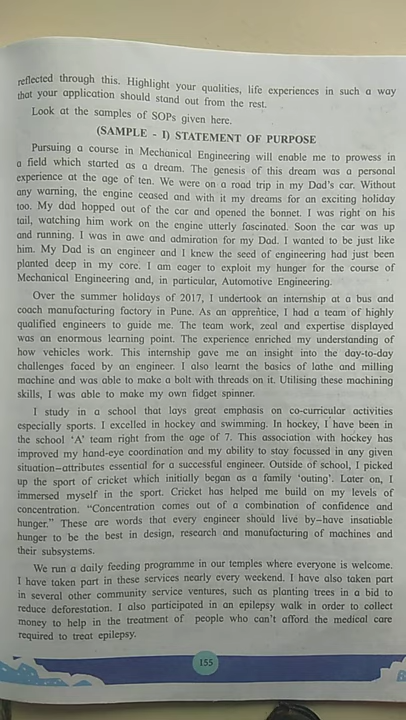 reflected through this. Highlight your qualities, life experiences in such a way
that your application should stand out from the rest.
Look at the samples of SOPs given here.
(SAMPLE - I) STATEMENT OF PURPOSE
Pursuing a course in Mechanical Engineering will enable me to prowess in
a field which started as a dream. The genesis of this dream was a personal
experience at the age of ten. We were on a road trip in my Dad's car. Without
any warning, the engine ceased and with it my dreams for an exciting holiday
too. My dad hopped out of the car and opened the bonnet. I was right on his
tail, watching him work on the engine utterly fascinated. Soon the car was up
and running. I was in awe and admiration for my Dad. I wanted to be just like
him. My Dad is an engineer and I knew the seed of engineering had just been
planted deep in my core. I am eager to exploit my hunger for the course of
Mechanical Engineering and, in particular, Automotive Engineering.
Over the summer holidays of 2017, I undertook an internship at a bus and
coach manufacturing factory in Pune. As an apprentice, I had a team of highly
qualified engineers to guide me. The team work, zeal and expertise displayed
was an enormous learning point. The experience enriched my understanding of
how vehicles work. This internship gave me an insight into the day-to-day
challenges faced by an engineer. I also learnt the basics of lathe and milling
machine and was able to make a bolt with threads on it. Utilising these machining
skills, I was able to make my own fidget spinner.
I study in a school that lays great emphasis on co-curricular activities
especially sports. I excelled in hockey and swimming. In hockey, I have been in
the school 'A' team right from the age of 7. This association with hockey has
improved my hand-eye coordination and my ability to stay focussed in any given
situation–attributes essential for a successful engineer. Outside of school, I picked
up the sport of cricket which initially began as a family 'outing'. Later on, I
immersed myself in the sport. Cricket has helped me build on my levels of
concentration. "Concentration comes out of a combination of confidence and
hunger." These are words that every engineer should live by–have insatiable
hunger to be the best in design, research and manufacturing of machines and
their subsystems.
We run a daily feeding programme in our temples where everyone is welcome.
I have taken part in these services nearly every weekend. I have also taken part
in several other community service ventures, such as planting trees in a bid to
reduce deforestation. I also participated in an epilepsy walk in order to collect
money to help in the treatment of people who can't afford the medical care
required to treat epilepsy.
155